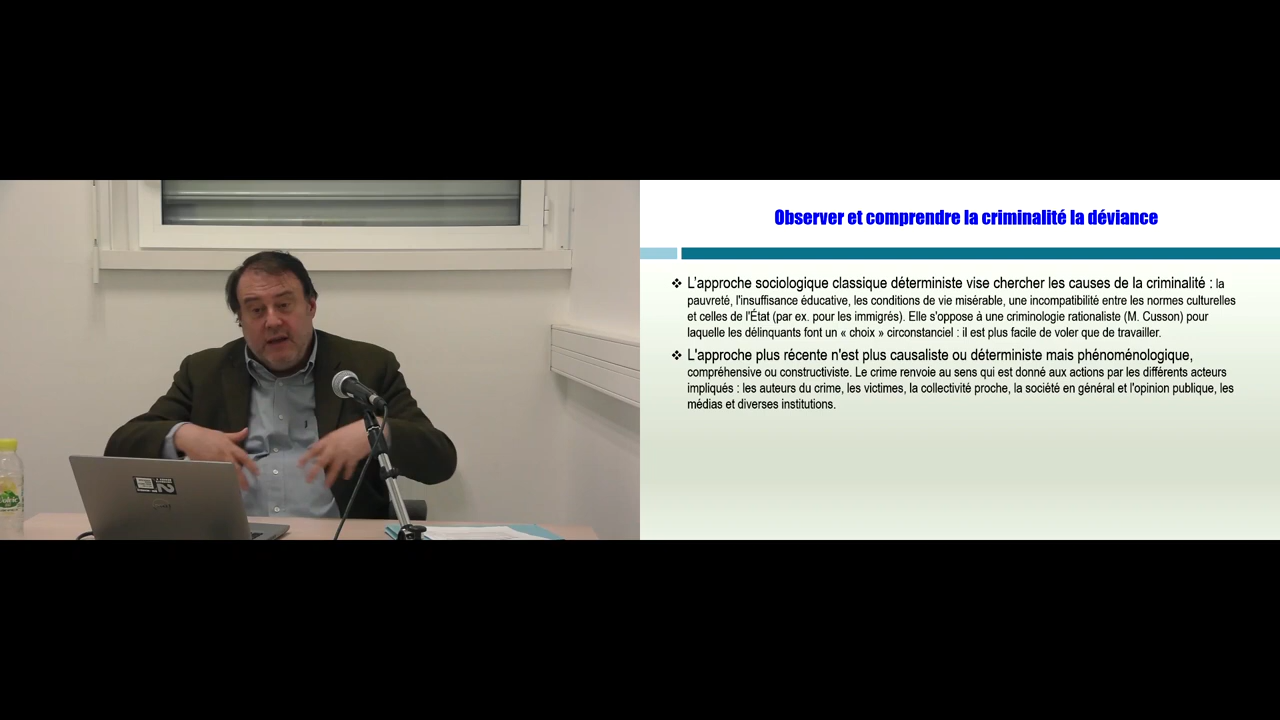 Observer et comprendre la criminalité la déviance
❖ L'approche sociologique classique déterministe vise chercher les causes de la criminalité : la
pauvreté, l'insuffisance éducative, les conditions de vie misérable, une incompatibilité entre les normes culturelles
et celles de l'État (par ex. pour les immigrés). Elle s'oppose à une criminologie rationaliste (M. Cusson) pour
laquelle les délinquants font un « choix » circonstanciel : il est plus facile de voler que de travailler.
❖ L'approche plus récente n'est plus causaliste ou déterministe mais phénoménologique,
compréhensive ou constructiviste. Le crime renvoie au sens qui est donné aux actions par les différents acteurs
impliqués : les auteurs du crime, les victimes, la collectivité proche, la société en général et l'opinion publique, les
médias et diverses institutions.